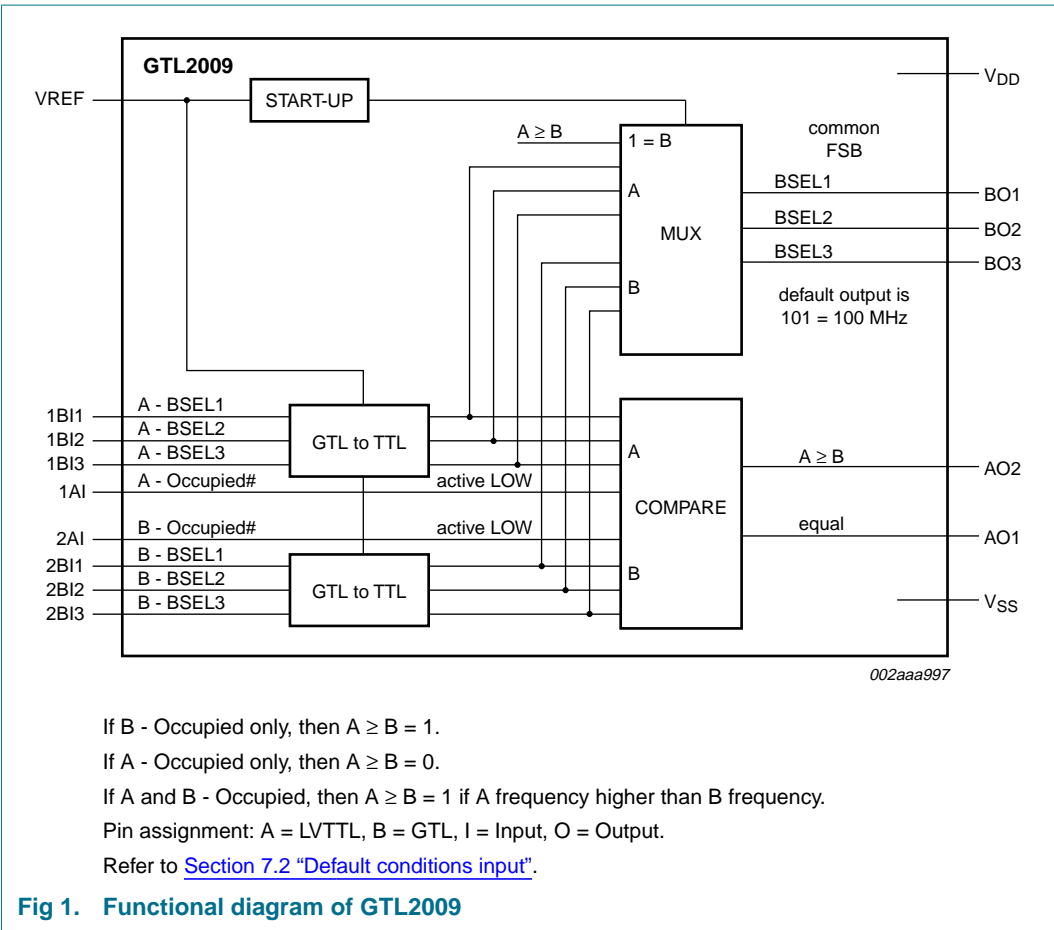 GTL2009
VREF
START-UP
VDD
A ≥ B
1 = B
common
FSB
A
BSEL1
BO1
BSEL2
BO2
MUX
BSEL3
BO3
B
default output is
101 = 100 MHz
1BI1
A - BSEL1
1BI2
A - BSEL2
GTL to TTL
1BI3
A - BSEL3
A
A ≥ B
AO2
1AI
A - Occupied#
active LOW
COMPARE
2AI
B - Occupied#
active LOW
equal
AO1
2BI1
B - BSEL1
B
2BI2
B - BSEL2
GTL to TTL
2BI3
B - BSEL3
VSS
002aaa997
If B - Occupied only, then A ≥ B = 1.
If A - Occupied only, then A ≥ B = 0.
If A and B - Occupied, then A ≥ B = 1 if A frequency higher than B frequency.
Pin assignment: A = LVTTL, B = GTL, I = Input, O = Output.
Refer to Section 7.2 “Default conditions input”.
Fig 1. Functional diagram of GTL2009